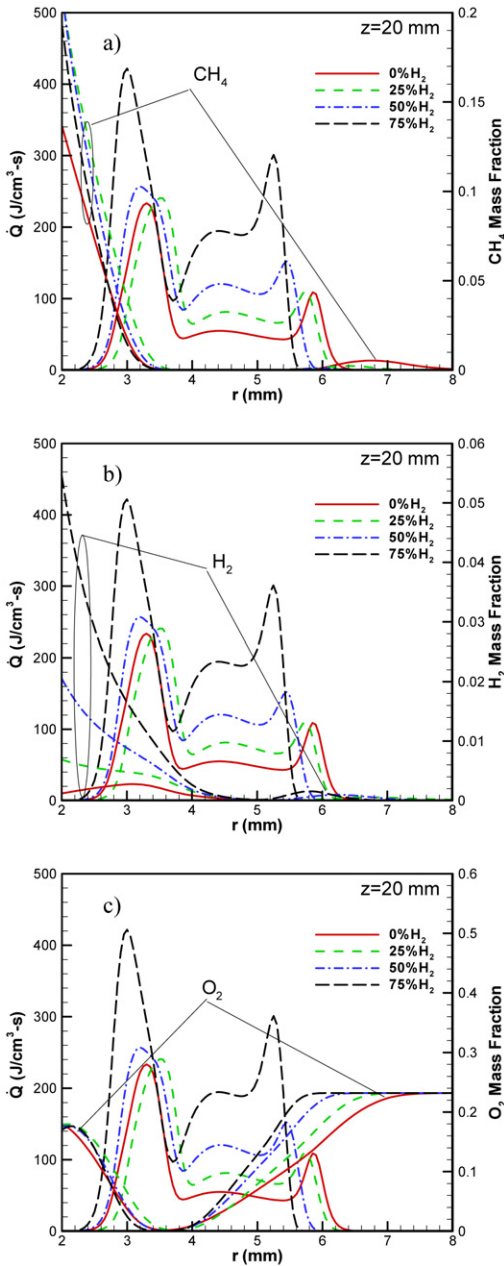 z=20 mm
a)
CH₄
0%H₂
25%H₂
50%H₂
75%H₂
Q̇ (J/cm³-s)
500
400
300
200
100
0
CH₄ Mass Fraction
0.2
0.15
0.1
0.05
0
2 3 4 5 6 7 8
r (mm)
z=20 mm
b)
H₂
0%H₂
25%H₂
50%H₂
75%H₂
Q̇ (J/cm³-s)
500
400
300
200
100
0
H₂ Mass Fraction
0.06
0.05
0.04
0.03
0.02
0.01
0
2 3 4 5 6 7 8
r (mm)
z=20 mm
c)
O₂
0%H₂
25%H₂
50%H₂
75%H₂
Q̇ (J/cm³-s)
500
400
300
200
100
0
O₂ Mass Fraction
0.6
0.5
0.4
0.3
0.2
0.1
0
2 3 4 5 6 7 8
r (mm)